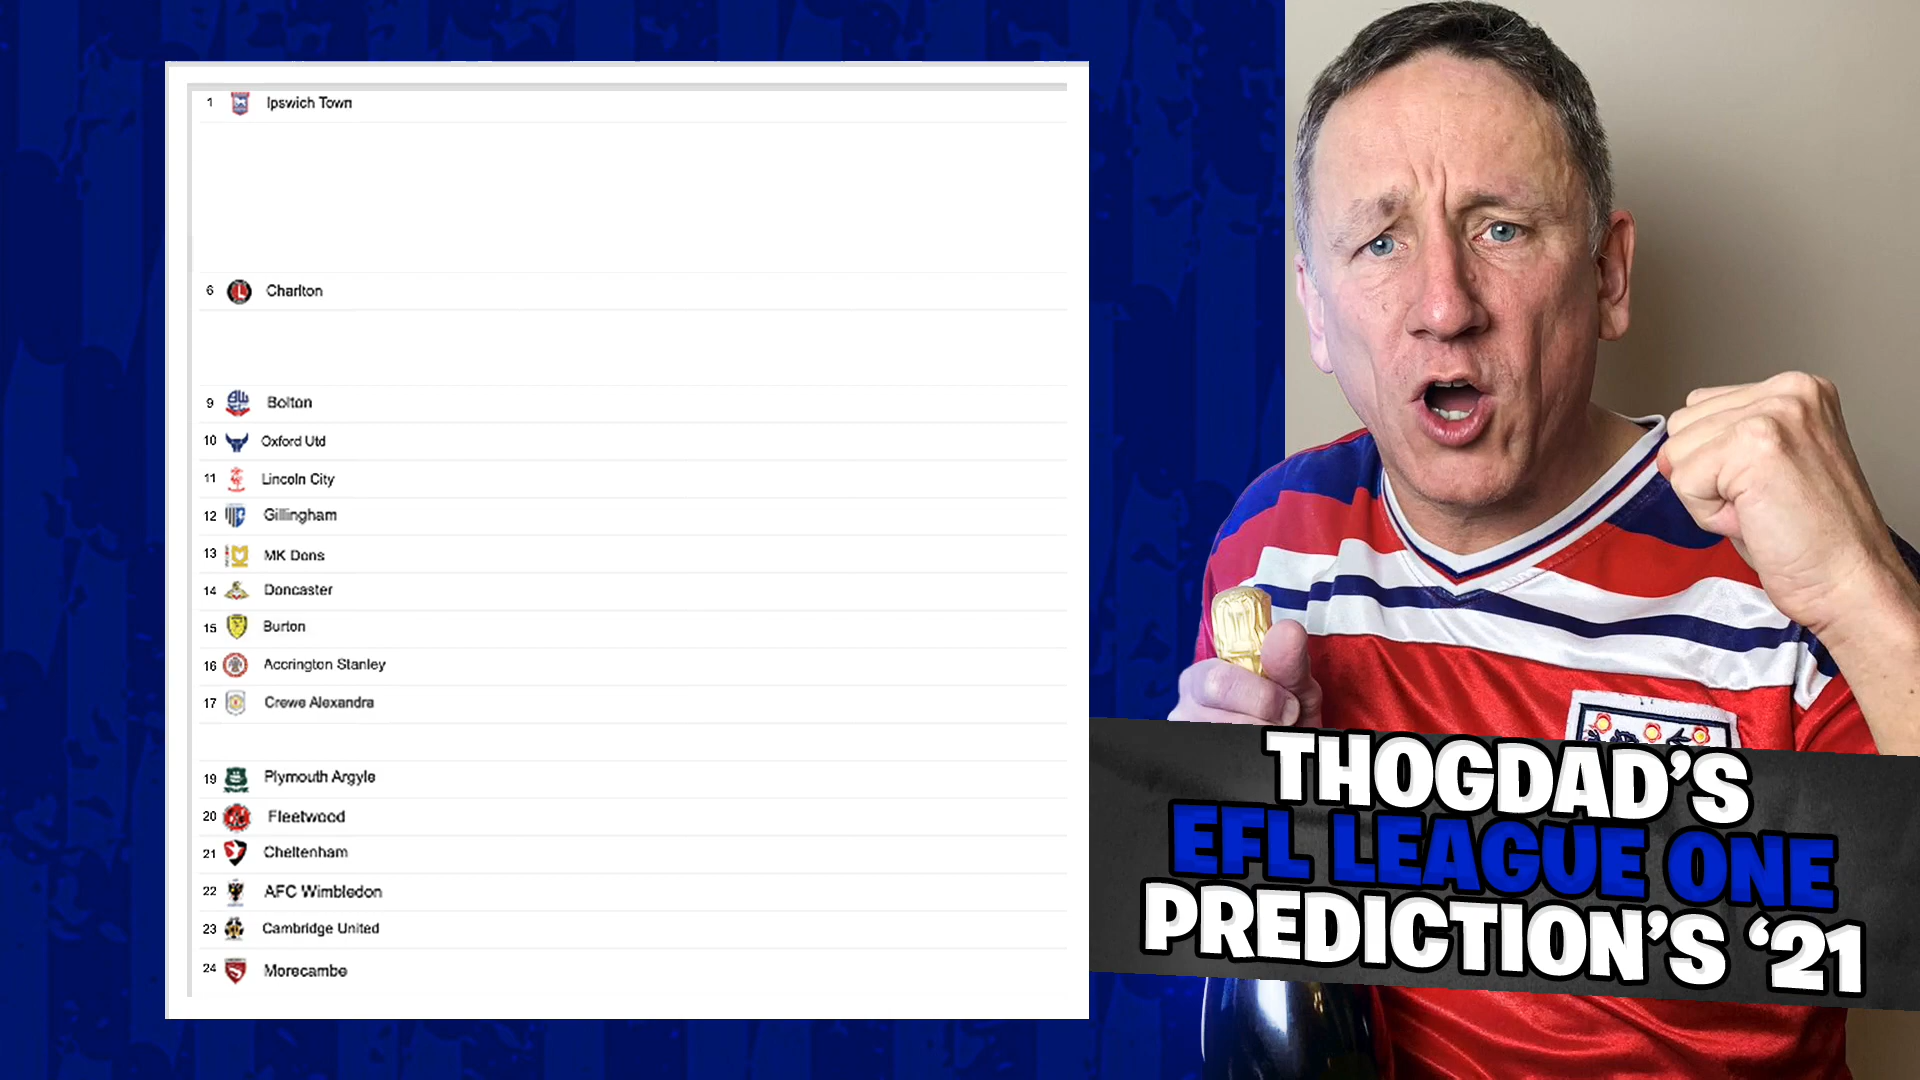 1 Ipswich Town
6 Charlton
9 Bolton
10 Oxford Utd
11 Lincoln City
12 Gillingham
13 MK Dons
14 Doncaster
15 Burton
16 Accrington Stanley
17 Crewe Alexandra
19 Plymouth Argyle
20 Fleetwood
21 Cheltenham
22 AFC Wimbledon
23 Cambridge United
24 Morecambe
THOGDAD'S
EFL LEAGUE ONE
PREDICTION'S '21